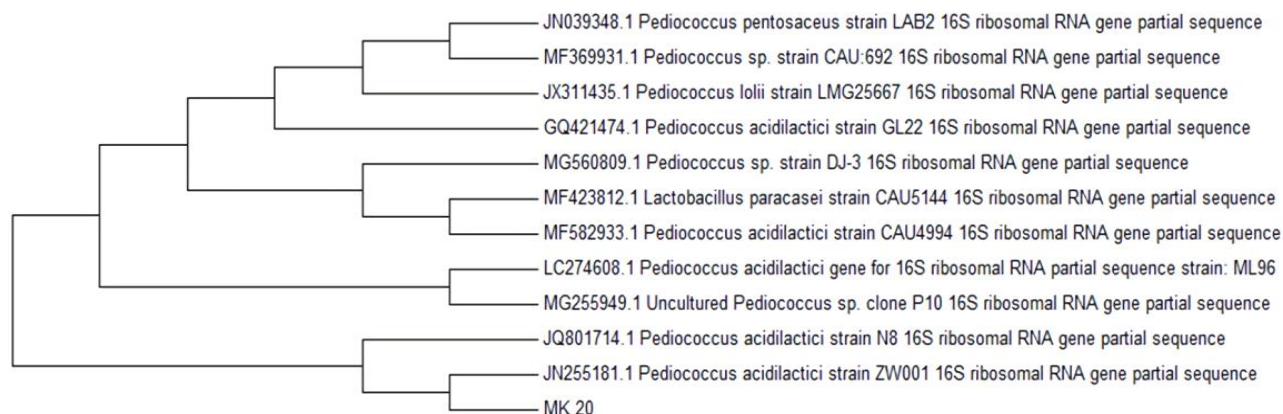 JN039348.1 Pediococcus pentosaceus strain LAB2 16S ribosomal RNA gene partial sequence
MF369931.1 Pediococcus sp. strain CAU:692 16S ribosomal RNA gene partial sequence
JX311435.1 Pediococcus lolii strain LMG25667 16S ribosomal RNA gene partial sequence
GQ421474.1 Pediococcus acidilactici strain GL22 16S ribosomal RNA gene partial sequence
MG560809.1 Pediococcus sp. strain DJ-3 16S ribosomal RNA gene partial sequence
MF423812.1 Lactobacillus paracasei strain CAU5144 16S ribosomal RNA gene partial sequence
MF582933.1 Pediococcus acidilactici strain CAU4994 16S ribosomal RNA gene partial sequence
LC274608.1 Pediococcus acidilactici gene for 16S ribosomal RNA partial sequence strain: ML96
MG255949.1 Uncultured Pediococcus sp. clone P10 16S ribosomal RNA gene partial sequence
JQ801714.1 Pediococcus acidilactici strain N8 16S ribosomal RNA gene partial sequence
JN255181.1 Pediococcus acidilactici strain ZW001 16S ribosomal RNA gene partial sequence
MK 20